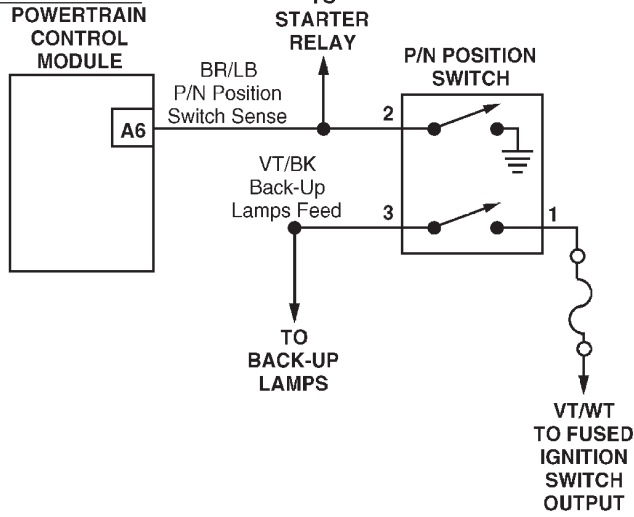 POWERTRAIN
CONTROL
MODULE
A6
BR/LB
P/N Position
Switch Sense
TO
STARTER
RELAY
P/N POSITION
SWITCH
2
VT/BK
Back-Up
Lamps Feed
3
1
TO
BACK-UP
LAMPS
VT/WT
TO FUSED
IGNITION
SWITCH
OUTPUT